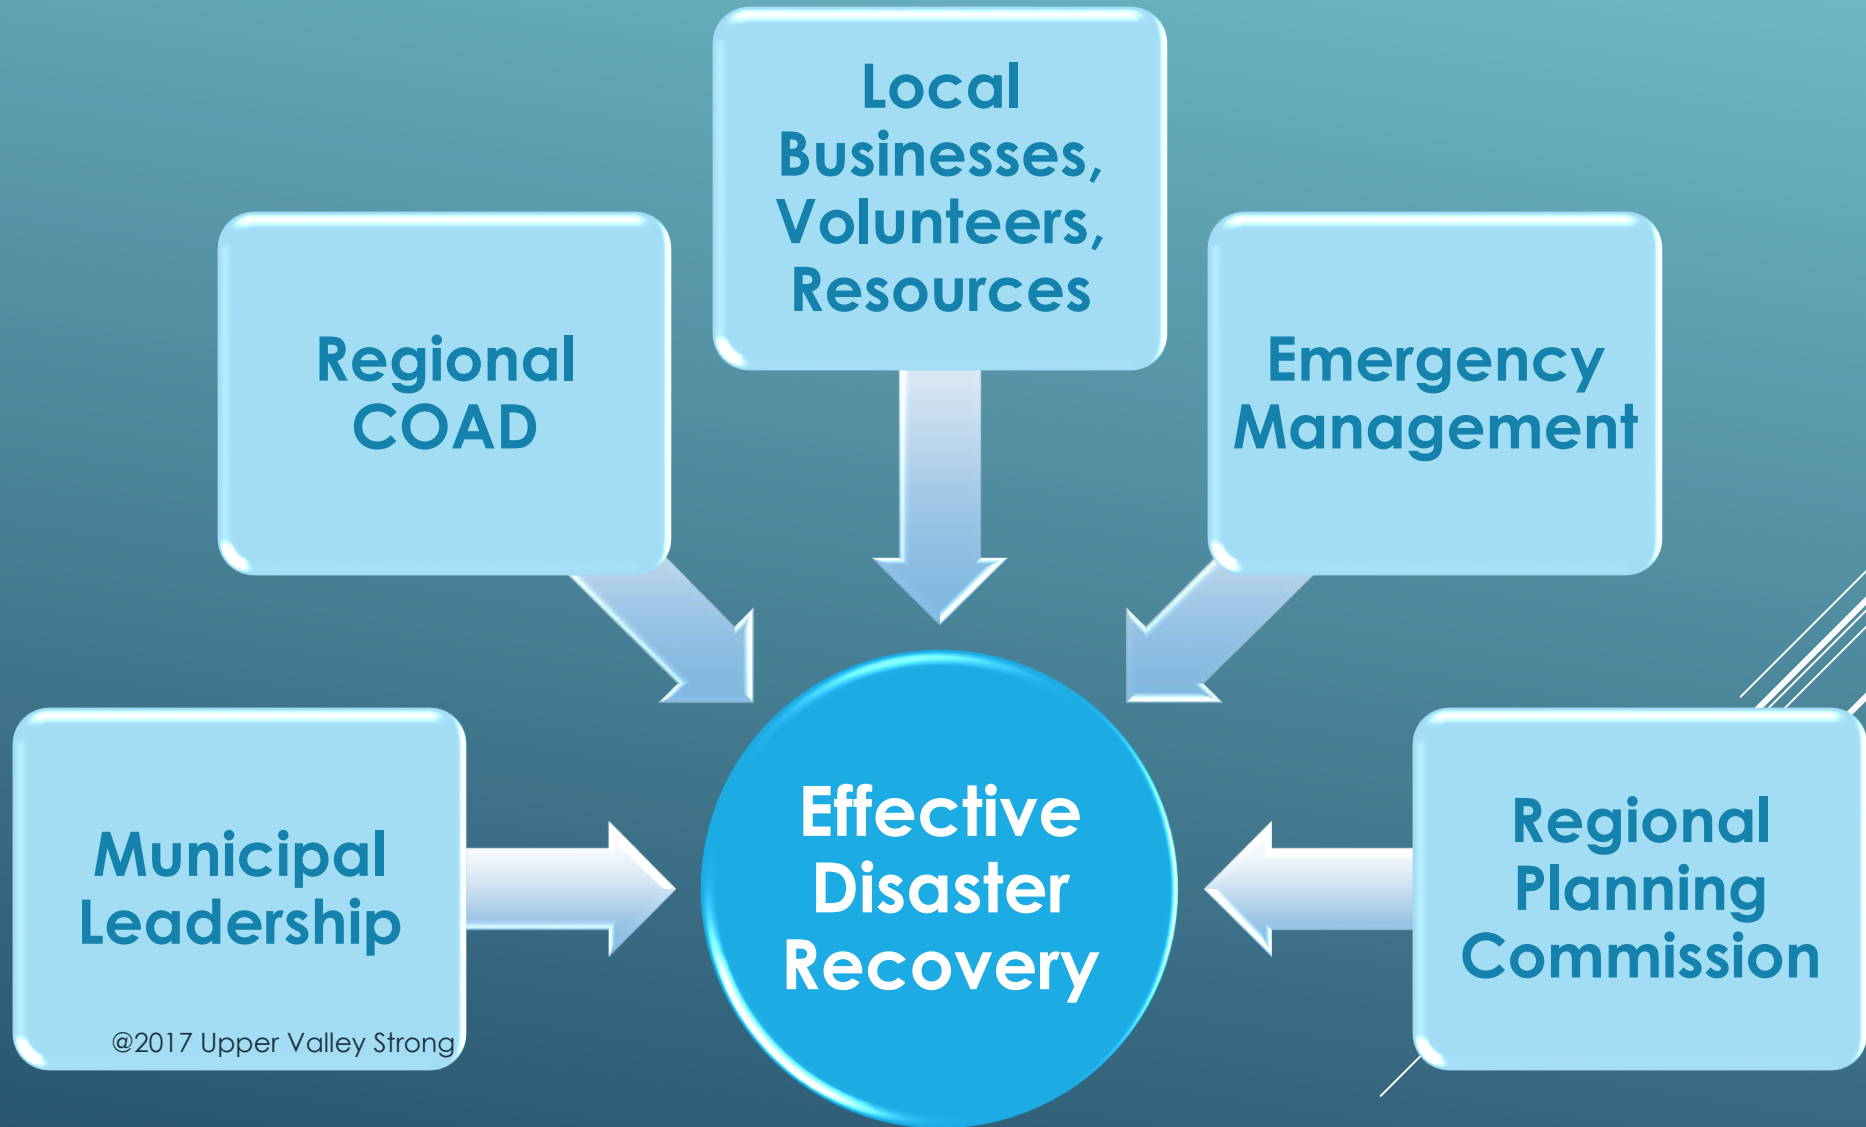 Local
Businesses,
Volunteers,
Resources
Regional
COAD
Emergency
Management
Municipal
Leadership
Effective
Disaster
Recovery
Regional
Planning
Commission
@2017 Upper Valley Strong